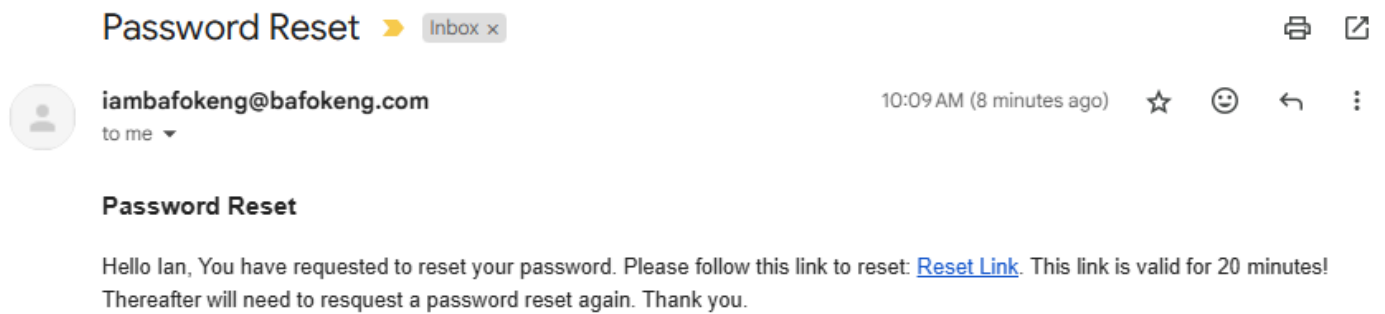 Password Reset Inbox ×
iambafokeng@bafokeng.com 10:09 AM (8 minutes ago)
to me
Password Reset
Hello Ian, You have requested to reset your password. Please follow this link to reset: Reset Link. This link is valid for 20 minutes!
Thereafter will need to resquest a password reset again. Thank you.